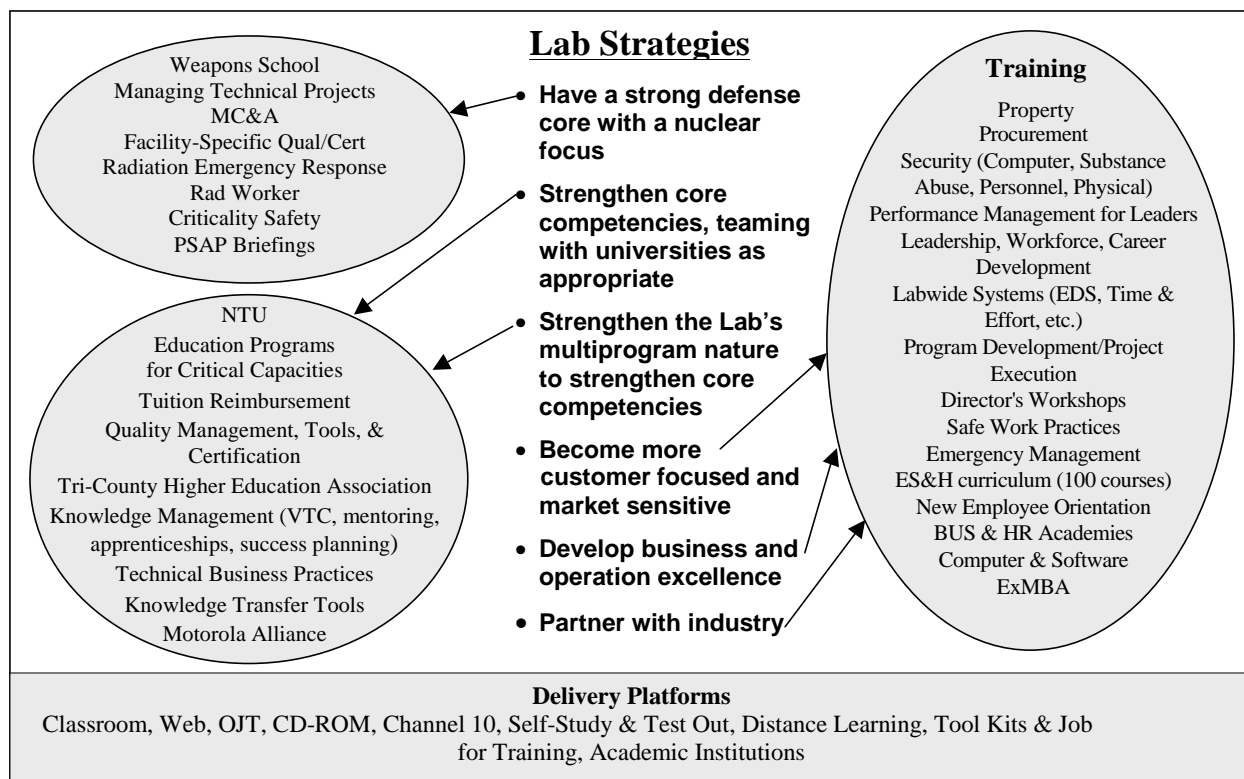 Lab Strategies
Weapons School
Managing Technical Projects
MC&A
Facility-Specific Qual/Cert
Radiation Emergency Response
Rad Worker
Criticality Safety
PSAP Briefings
NTU
Education Programs
for Critical Capacities
Tuition Reimbursement
Quality Management, Tools, &
Certification
Tri-County Higher Education Association
Knowledge Management (VTC, mentoring,
apprenticeships, success planning)
Technical Business Practices
Knowledge Transfer Tools
Motorola Alliance
• Have a strong defense
core with a nuclear
focus
• Strengthen core
competencies, teaming
with universities as
appropriate
• Strengthen the Lab's
multiprogram nature
to strengthen core
competencies
• Become more
customer focused and
market sensitive
• Develop business and
operation excellence
• Partner with industry
Training
Property
Procurement
Security (Computer, Substance
Abuse, Personnel, Physical)
Performance Management for Leaders
Leadership, Workforce, Career
Development
Labwide Systems (EDS, Time &
Effort, etc.)
Program Development/Project
Execution
Director's Workshops
Safe Work Practices
Emergency Management
ES&H curriculum (100 courses)
New Employee Orientation
BUS & HR Academies
Computer & Software
ExMBA
Delivery Platforms
Classroom, Web, OJT, CD-ROM, Channel 10, Self-Study & Test Out, Distance Learning, Tool Kits & Job
for Training, Academic Institutions